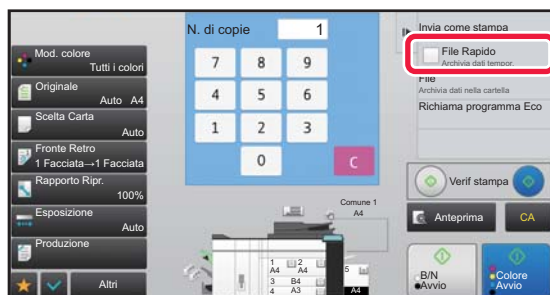 Mod. colore
Tutti i colori
Originale
Auto A4
Scelta Carta
Auto
Fronte Retro
1 Facciata→1 Facciata
Rapporto Ripr.
100%
Esposizione
Auto
Produzione
Altri
N. di copie 1
7 8 9
4 5 6
1 2 3
0 C
Comune 1
A4
1 A4
2 A4
3 B4
4 A3
5
A4
Invia come stampa
File Rapido
Archivia dati tempor.
File
Archivia dati nella cartella
Richiama programma Eco
Verif stampa
Anteprima
CA
B/N
Avvio
Colore
Avvio